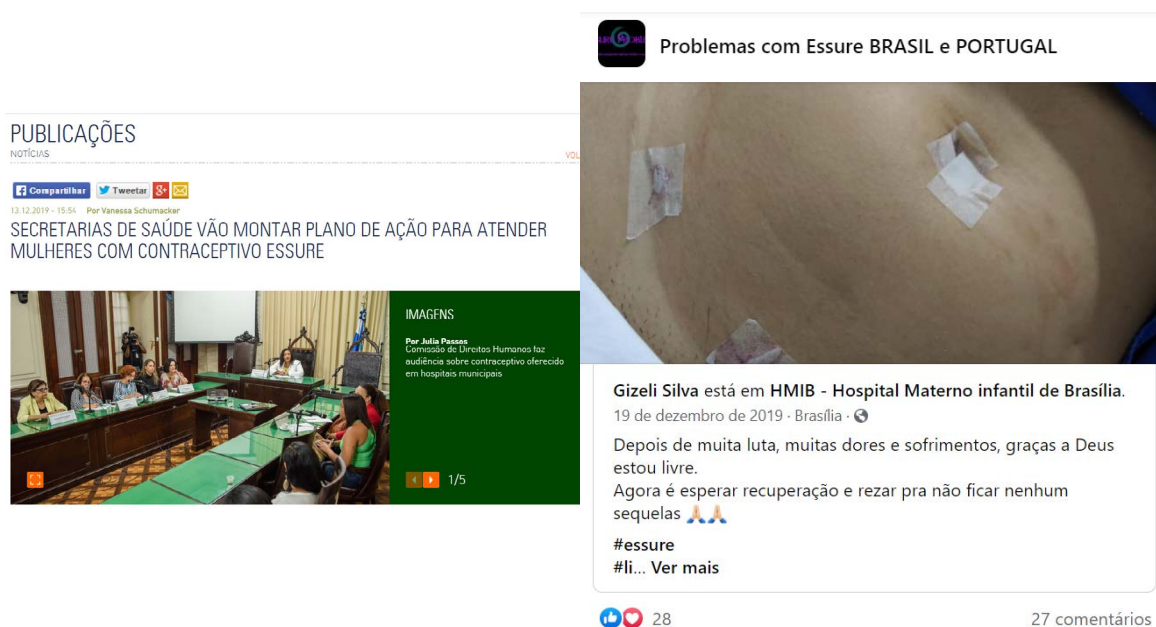 PUBLICAÇÕES
NOTÍCIAS
VOL
Compartilhar
Tweetar
13.12.2019 - 15:54 Por Vanessa Schumacker
SECRETARIAS DE SAÚDE VÃO MONTAR PLANO DE AÇÃO PARA ATENDER
MULHERES COM CONTRACEPTIVO ESSURE
IMAGENS
Por Julia Passos
Comissão de Direitos Humanos faz
audiência sobre contraceptivo oferecido
em hospitais municipais
1/5
Problemas com Essure BRASIL e PORTUGAL
Gizeli Silva está em HMIB - Hospital Materno infantil de Brasília.
19 de dezembro de 2019 · Brasília ·
Depois de muita luta, muitas dores e sofrimentos, graças a Deus
estou livre.
Agora é esperar recuperação e rezar pra não ficar nenhum
sequelas 🙏🏻🙏🏻
#essure
#li... Ver mais
28
27 comentários